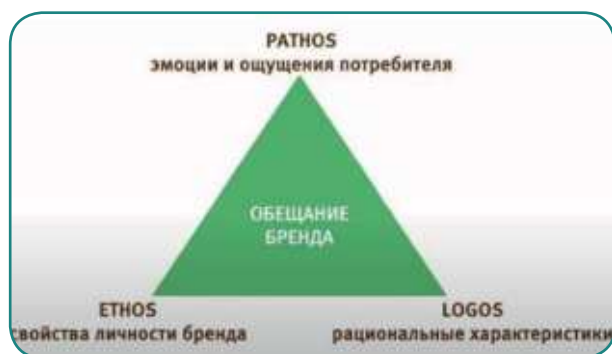 PATHOS
эмоции и ощущения потребителя
ОБЕЩАНИЕ
БРЕНДА
ETHOS
свойства личности бренда
LOGOS
рациональные характеристики